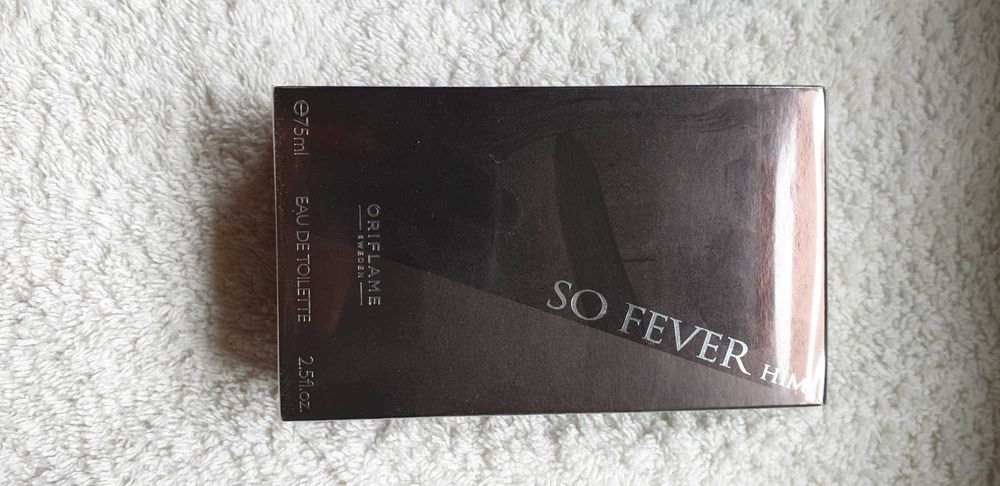 SO FEVER HIM
ORIFLAME
SWEDEN
℮75ml EAU DE TOILETTE 2.5fl.oz.